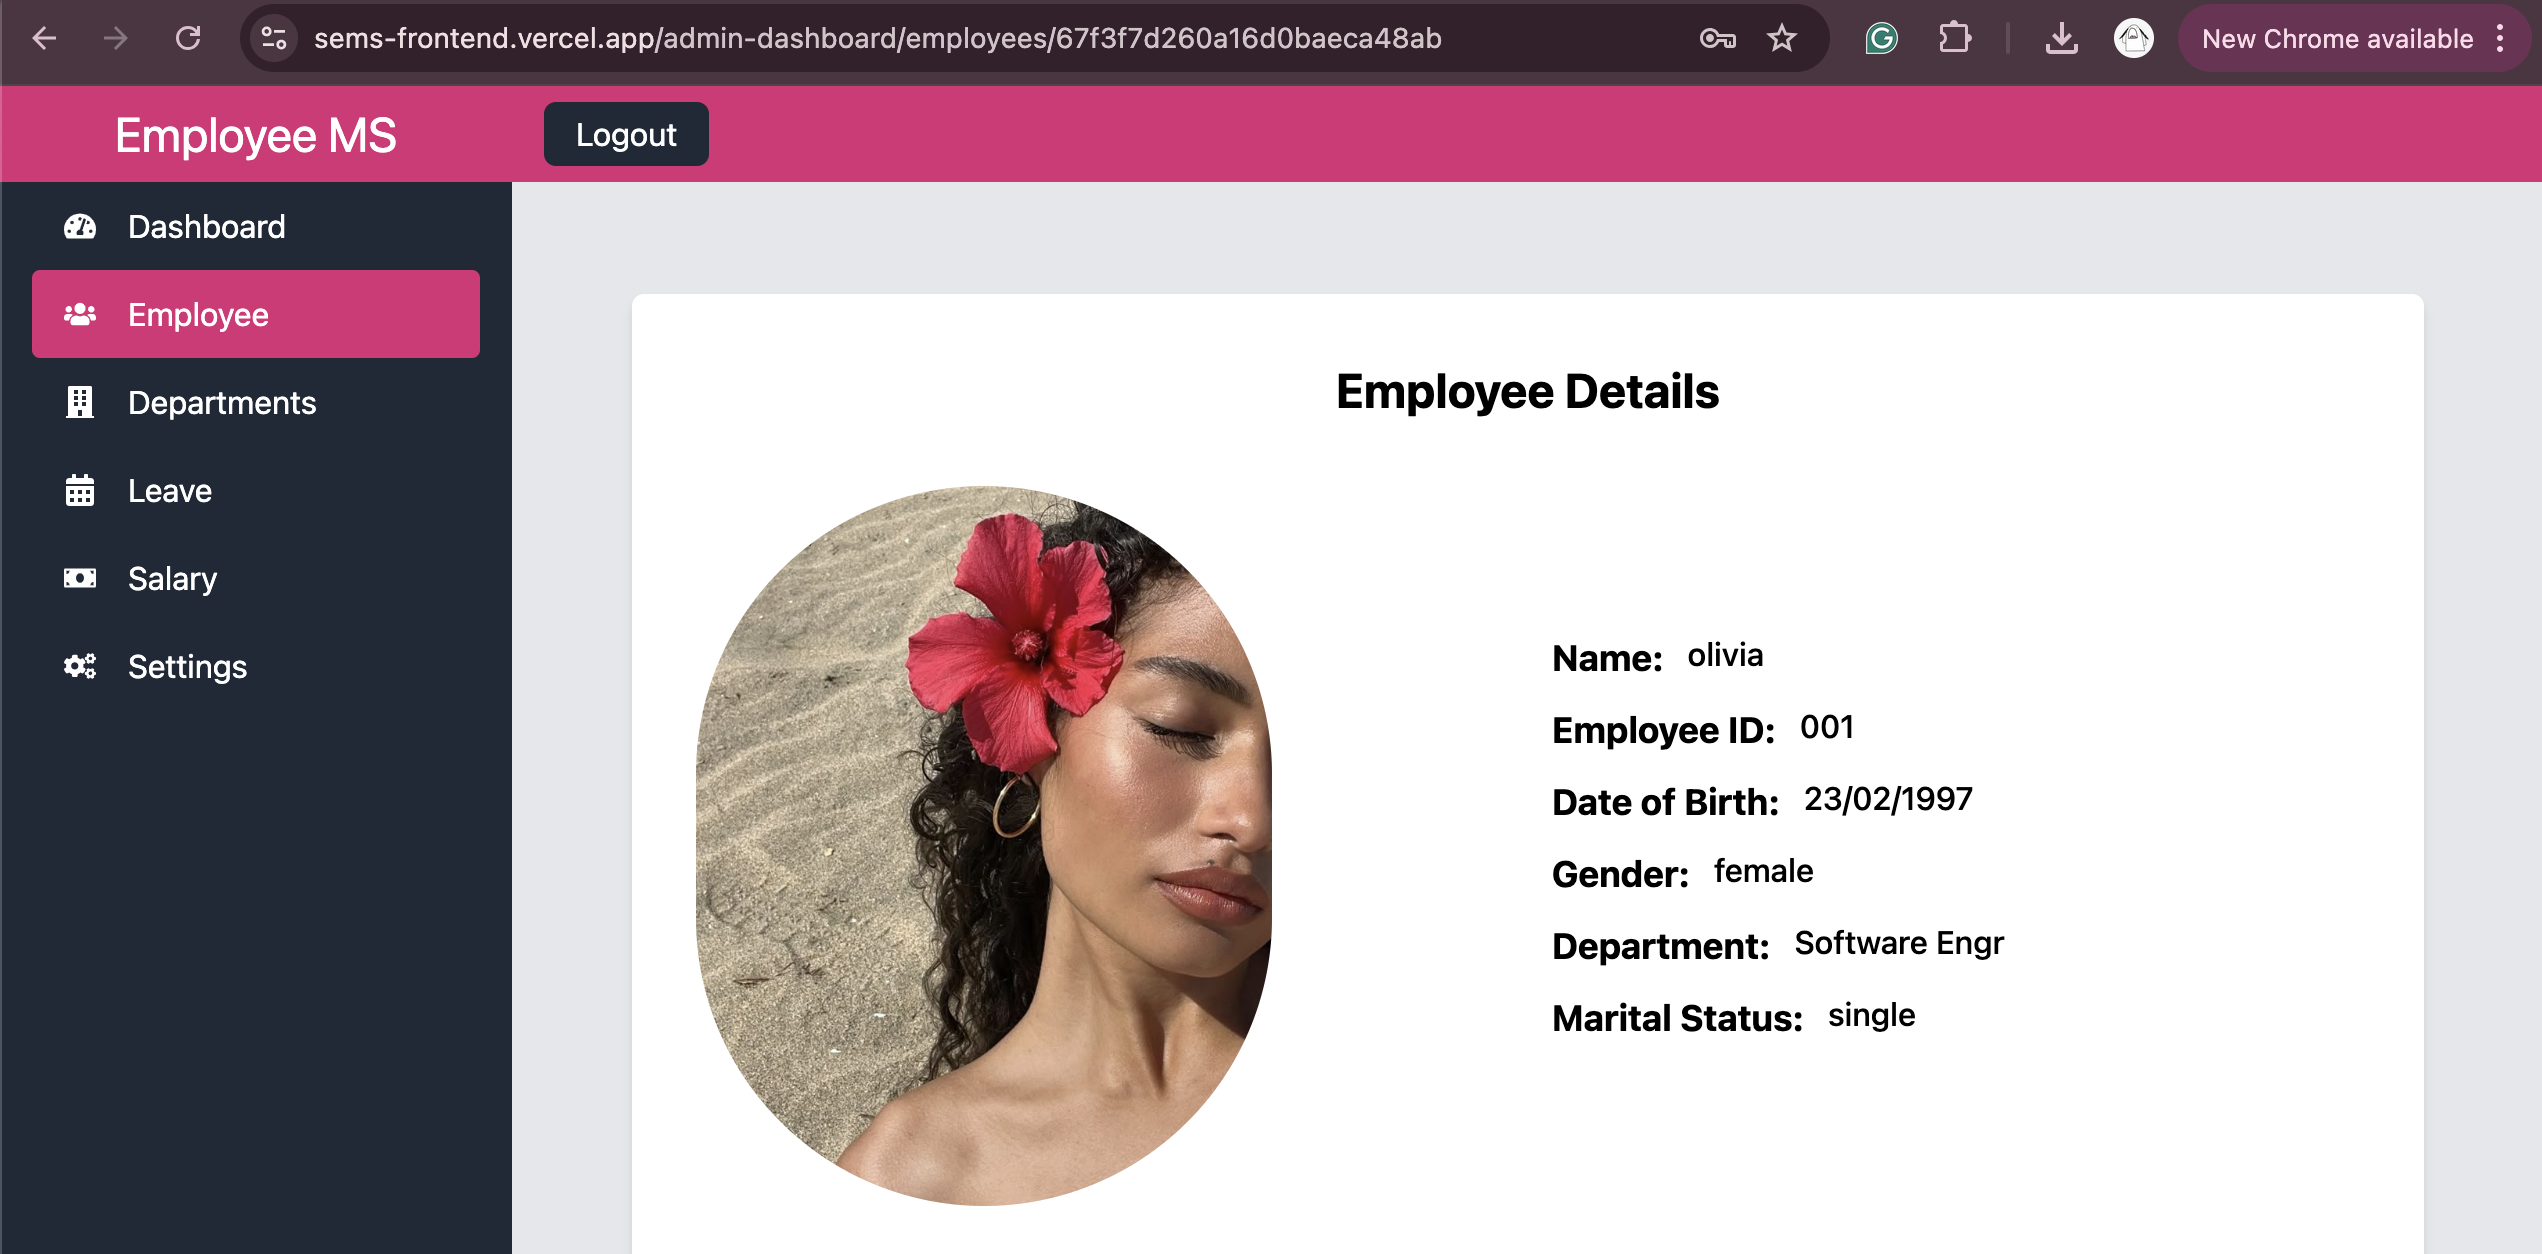 sems-frontend.vercel.app/admin-dashboard/employees/67f3f7d260a16d0baeca48ab
New Chrome available
Employee MS
Logout
Dashboard
Employee
Departments
Leave
Salary
Settings
Employee Details
Name: olivia
Employee ID: 001
Date of Birth: 23/02/1997
Gender: female
Department: Software Engr
Marital Status: single